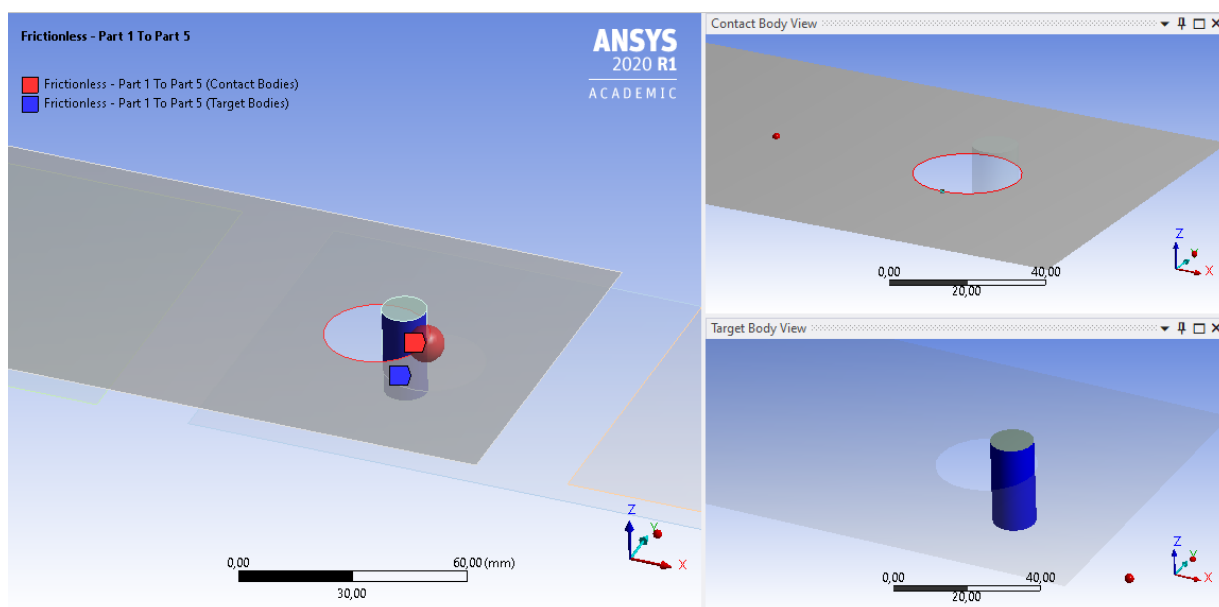 Frictionless - Part 1 To Part 5
Frictionless - Part 1 To Part 5 (Contact Bodies)
Frictionless - Part 1 To Part 5 (Target Bodies)
ANSYS
2020 R1
ACADEMIC
Z
Y
X
0,00
60,00 (mm)
30,00
Contact Body View
Z
Y
X
0,00
40,00
20,00
Target Body View
Z
Y
X
0,00
40,00
20,00